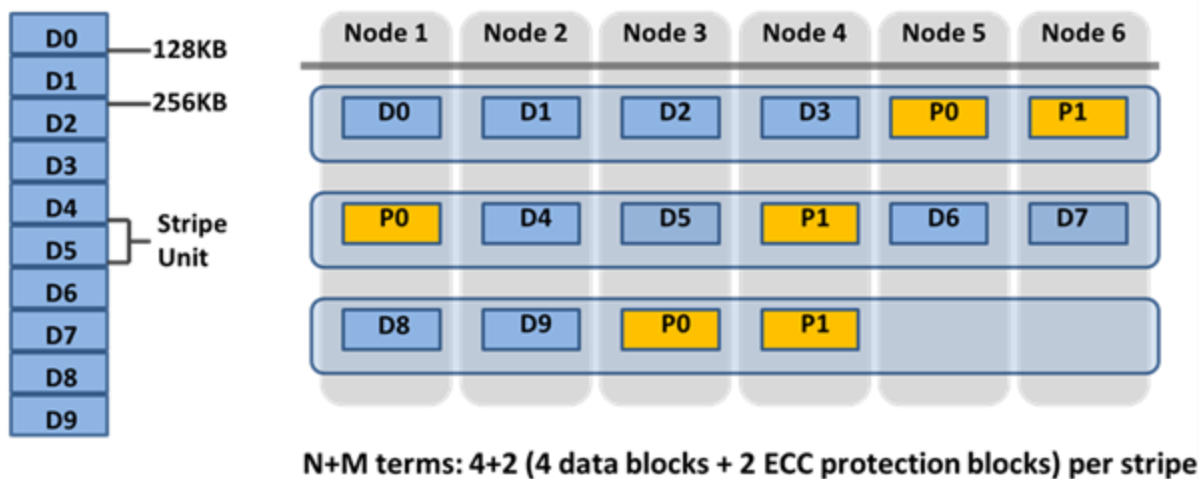 D0
128KB
D1
256KB
D2
D3
D4
D5
Stripe
Unit
D6
D7
D8
D9
Node 1 Node 2 Node 3 Node 4 Node 5 Node 6
D0 D1 D2 D3 P0 P1
P0 D4 D5 P1 D6 D7
D8 D9 P0 P1
N+M terms: 4+2 (4 data blocks + 2 ECC protection blocks) per stripe